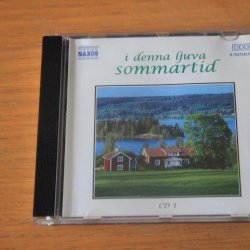 NAXOS
i denna ljuva
sommartid
CD 1